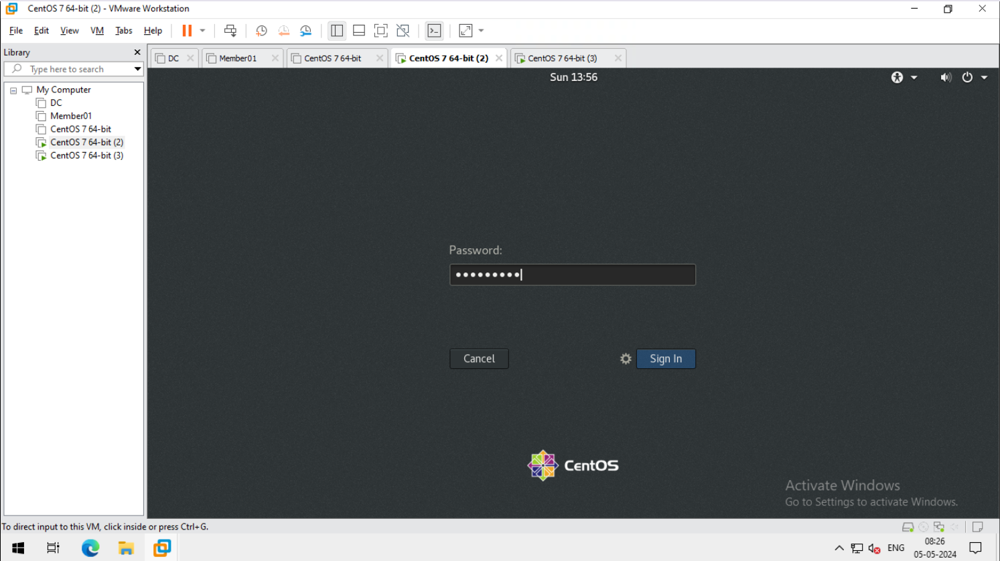 CentOS 7 64-bit (2) - VMware Workstation
File Edit View VM Tabs Help
Library
Type here to search
My Computer
DC
Member01
CentOS 7 64-bit
CentOS 7 64-bit (2)
CentOS 7 64-bit (3)
DC Member01 CentOS 7 64-bit CentOS 7 64-bit (2) CentOS 7 64-bit (3)
Sun 13:56
Password:
Cancel Sign In
CentOS
Activate Windows
Go to Settings to activate Windows.
To direct input to this VM, click inside or press Ctrl+G.
ENG
08:26
05-05-2024